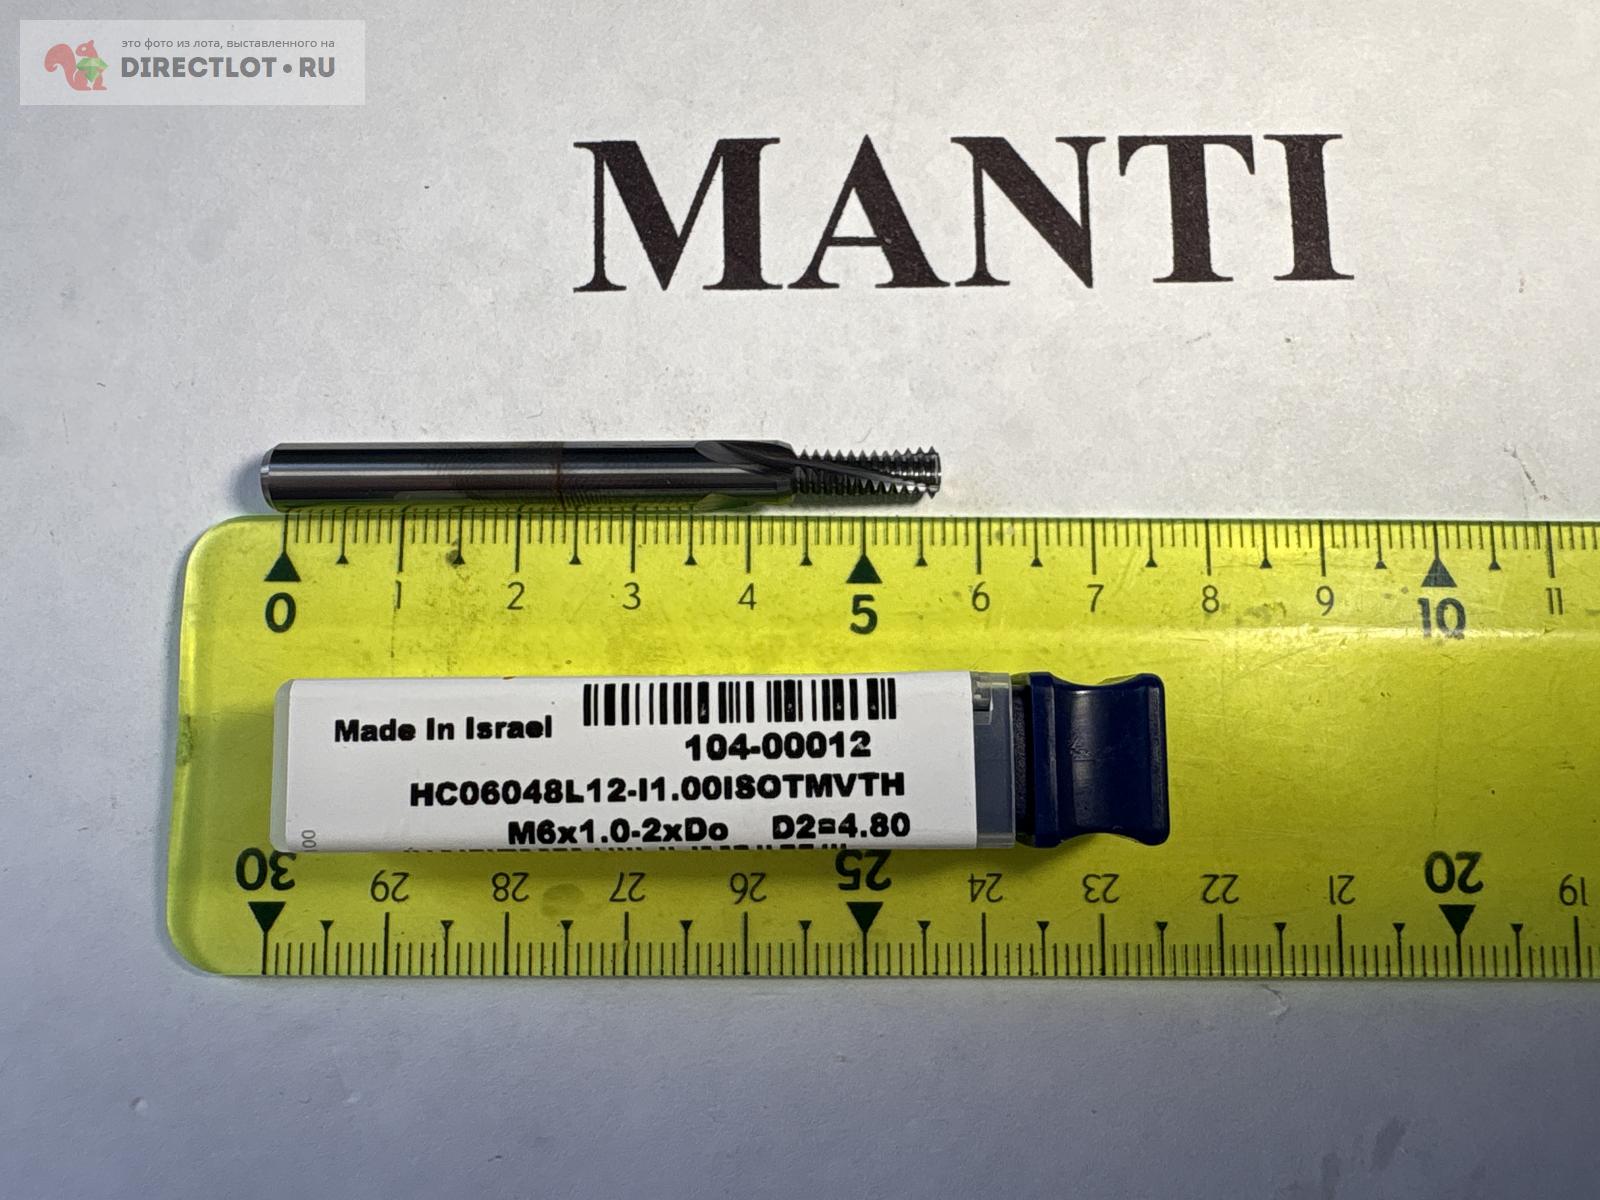 это фото из лота, выставленного на
DIRECTLOT•RU
MANTI
0 1 2 3 4 5 6 7 8 9 10 11
Made In Israel
104-00012
HC06048L12-I1.00ISOTMVTH
M6x1.0-2xDo D2=4.80
30 29 28 27 26 25 24 23 22 21 20 19